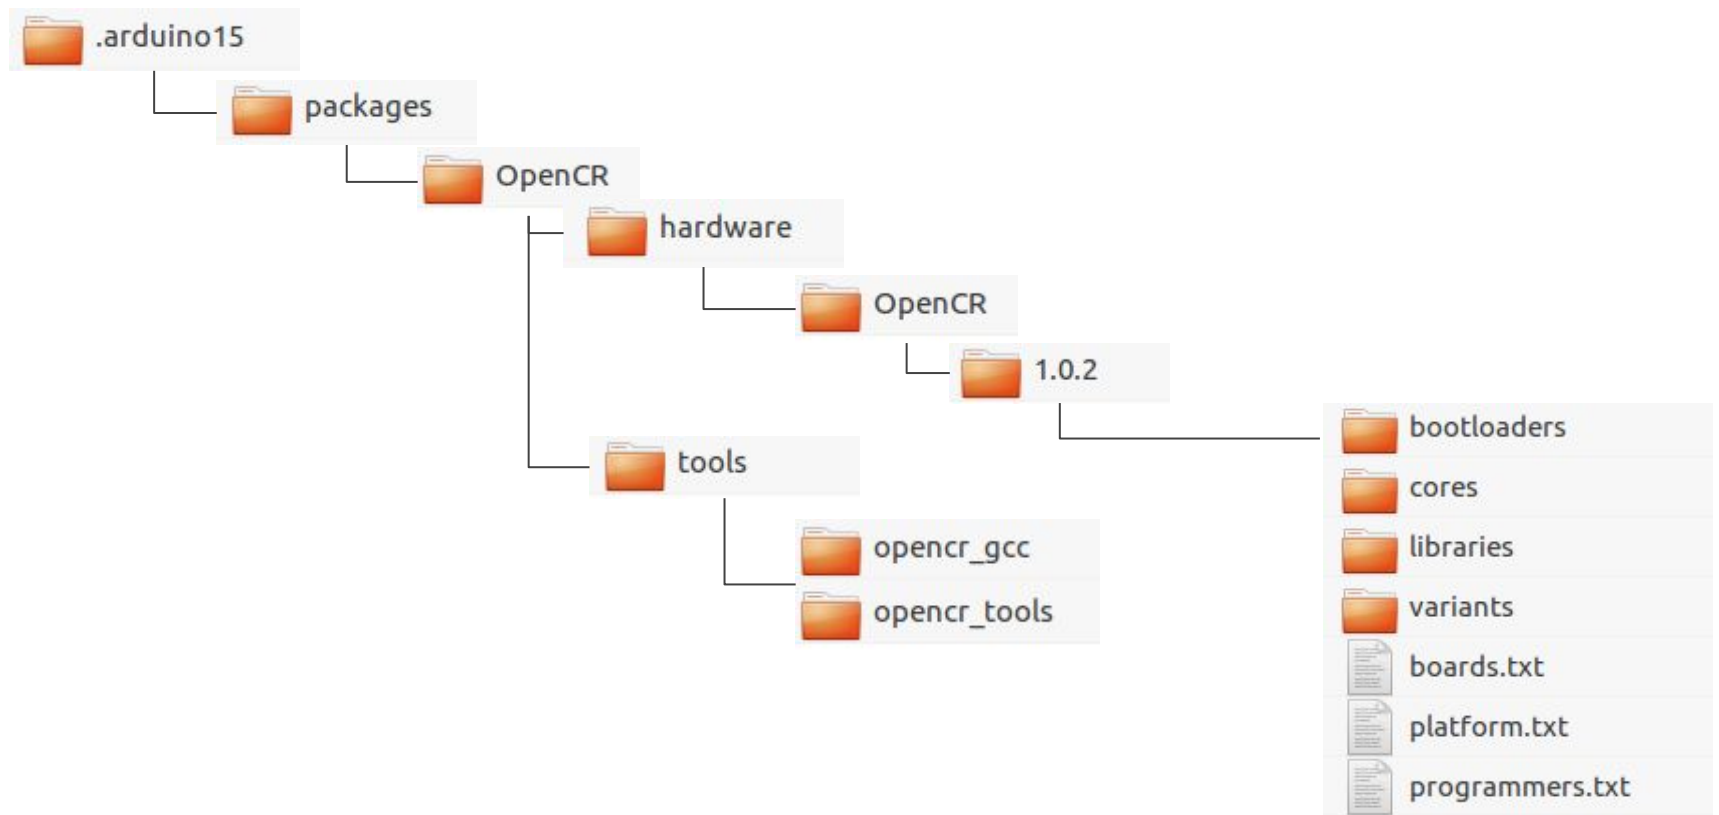 .arduino15
packages
OpenCR
hardware
OpenCR
1.0.2
bootloaders
cores
libraries
variants
boards.txt
platform.txt
programmers.txt
tools
opencr_gcc
opencr_tools